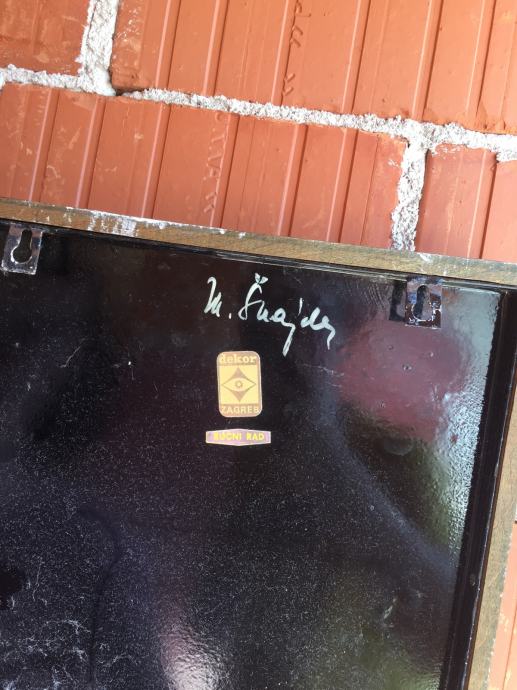 M. Šnajder
dekor
ZAGREB
RUČNI RAD